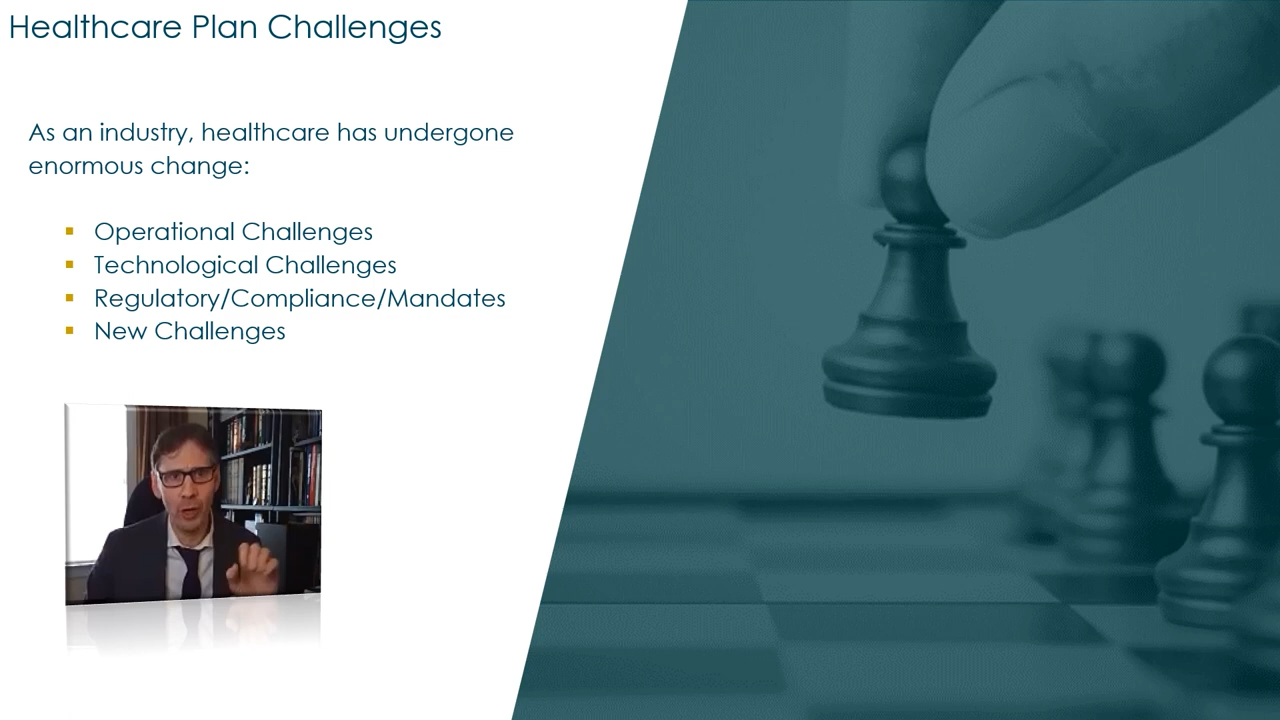 Healthcare Plan Challenges
As an industry, healthcare has undergone
enormous change:
▪ Operational Challenges
▪ Technological Challenges
▪ Regulatory/Compliance/Mandates
▪ New Challenges